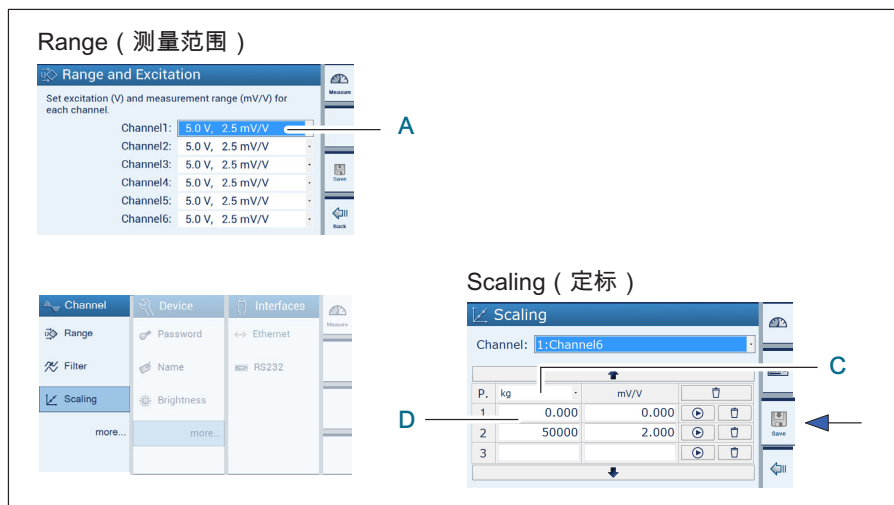 Range（测量范围）
Range and Excitation
Measure
Set excitation (V) and measurement range (mV/V) for
each channel.
Channel1: 5.0 V, 2.5 mV/V
A
Channel2: 5.0 V, 2.5 mV/V
Channel3: 5.0 V, 2.5 mV/V
Channel4: 5.0 V, 2.5 mV/V
Save
Channel5: 5.0 V, 2.5 mV/V
Channel6: 5.0 V, 2.5 mV/V
Back
Channel Device Interfaces
Measure
Range Password Ethernet
Filter Name RS232
Scaling Brightness
more... more...
Scaling（定标）
Scaling
Channel: 1:Channel6
C
P. kg mV/V
D
1 0.000 0.000
2 50000 2.000
Save
3